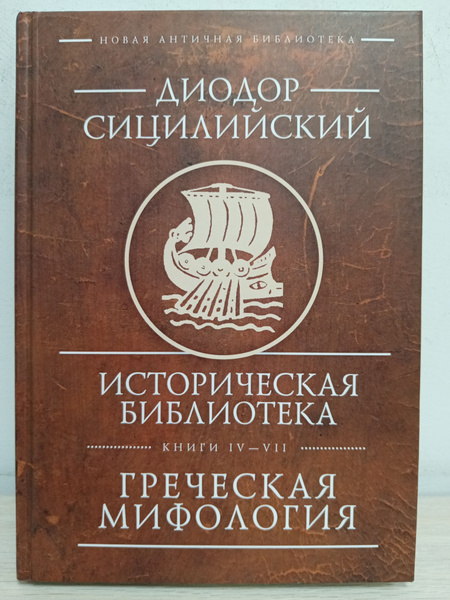 НОВАЯ АНТИЧНАЯ БИБЛИОТЕКА
ДИОДОР
СИЦИЛИЙСКИЙ
ИСТОРИЧЕСКАЯ
БИБЛИОТЕКА
КНИГИ IV—VII
ГРЕЧЕСКАЯ
МИФОЛОГИЯ